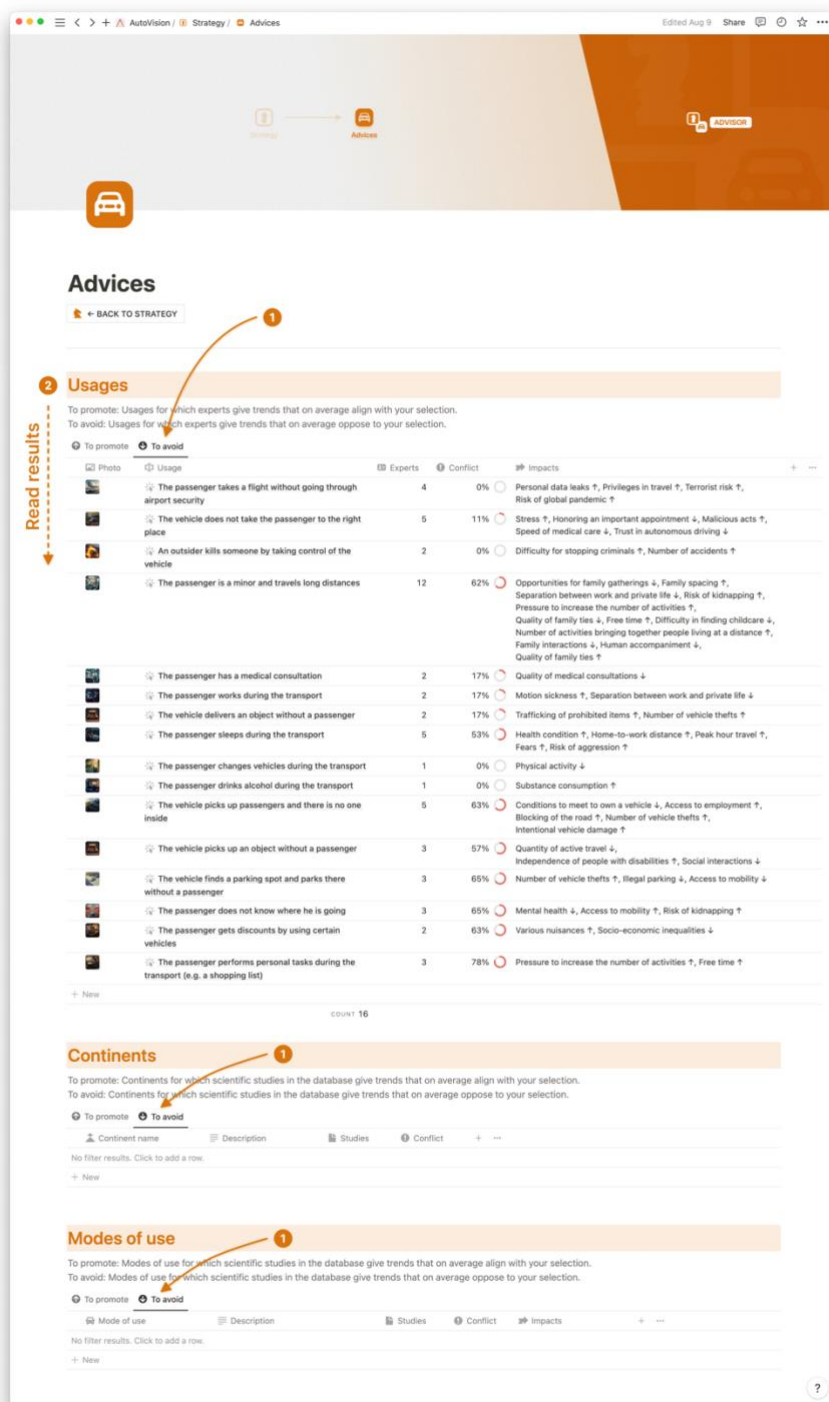 AutoVision / Strategy / Advices
Edited Aug 9 Share
Strategy
Advices
ADVISOR
Advices
← BACK TO STRATEGY
1
2
Usages
Read results
To promote: Usages for which experts give trends that on average align with your selection.
To avoid: Usages for which experts give trends that on average oppose to your selection.
To promote To avoid
Photo Usage Experts Conflict Impacts
The passenger takes a flight without going through 4 0% Personal data leaks ↑, Privileges in travel ↑, Terrorist risk ↑,
airport security Risk of global pandemic ↑
The vehicle does not take the passenger to the right 5 11% Stress ↑, Honoring an important appointment ↓, Malicious acts ↑,
place Speed of medical care ↓, Trust in autonomous driving ↓
An outsider kills someone by taking control of the 2 0% Difficulty for stopping criminals ↑, Number of accidents ↑
vehicle
The passenger is a minor and travels long distances 12 62% Opportunities for family gatherings ↓, Family spacing ↑,
Separation between work and private life ↓, Risk of kidnapping ↑,
Pressure to increase the number of activities ↑,
Quality of family ties ↓, Free time ↑, Difficulty in finding childcare ↓,
Number of activities bringing together people living at a distance ↑,
Family interactions ↓, Human accompaniment ↓,
Quality of family ties ↑
The passenger has a medical consultation 2 17% Quality of medical consultations ↓
The passenger works during the transport 2 17% Motion sickness ↑, Separation between work and private life ↓
The vehicle delivers an object without a passenger 2 17% Trafficking of prohibited items ↑, Number of vehicle thefts ↑
The passenger sleeps during the transport 5 53% Health condition ↑, Home-to-work distance ↑, Peak hour travel ↑,
Fears ↑, Risk of aggression ↑
The passenger changes vehicles during the transport 1 0% Physical activity ↓
The passenger drinks alcohol during the transport 1 0% Substance consumption ↑
The vehicle picks up passengers and there is no one 5 63% Conditions to meet to own a vehicle ↓, Access to employment ↑,
inside Blocking of the road ↑, Number of vehicle thefts ↑,
Intentional vehicle damage ↑
The vehicle picks up an object without a passenger 3 57% Quantity of active travel ↓,
Independence of people with disabilities ↑, Social interactions ↓
The vehicle finds a parking spot and parks there 3 65% Number of vehicle thefts ↑, Illegal parking ↓, Access to mobility ↓
without a passenger
The passenger does not know where he is going 3 65% Mental health ↓, Access to mobility ↑, Risk of kidnapping ↑
The passenger gets discounts by using certain 2 63% Various nuisances ↑, Socio-economic inequalities ↓
vehicles
The passenger performs personal tasks during the 3 78% Pressure to increase the number of activities ↑, Free time ↑
transport (e.g. a shopping list)
+ New
COUNT 16
Continents
1
To promote: Continents for which scientific studies in the database give trends that on average align with your selection.
To avoid: Continents for which scientific studies in the database give trends that on average oppose to your selection.
To promote To avoid
Continent name Description Studies Conflict
No filter results. Click to add a row.
+ New
Modes of use
1
To promote: Modes of use for which scientific studies in the database give trends that on average align with your selection.
To avoid: Modes of use for which scientific studies in the database give trends that on average oppose to your selection.
To promote To avoid
Mode of use Description Studies Conflict Impacts
No filter results. Click to add a row.
+ New
?